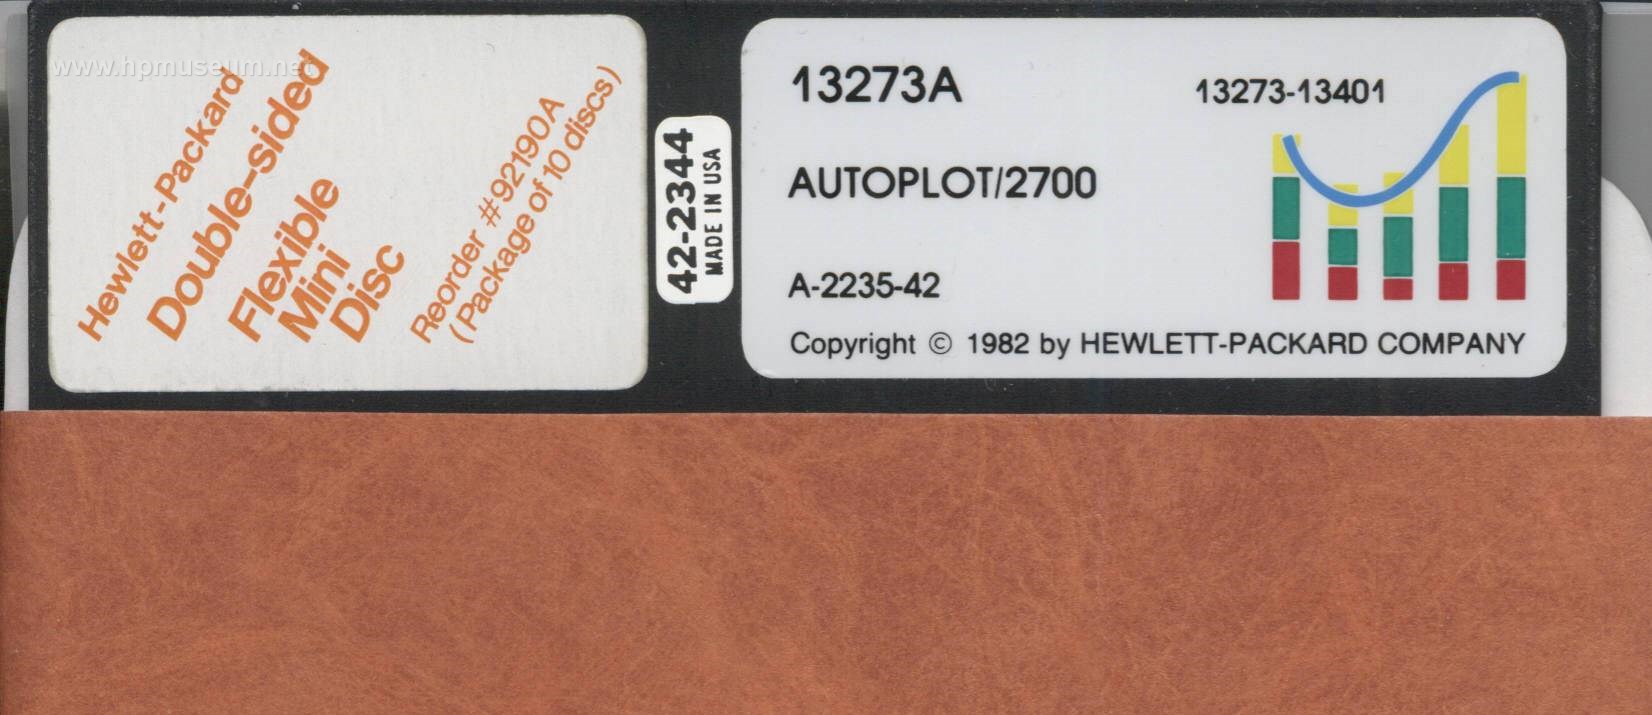 www.hpmuseum.net
Hewlett-Packard
Double-sided
Flexible
Mini
Disc
Reorder #92190A
(Package of 10 discs)
42-2344
MADE IN USA
13273A
13273-13401
AUTOPLOT/2700
A-2235-42
Copyright © 1982 by HEWLETT-PACKARD COMPANY